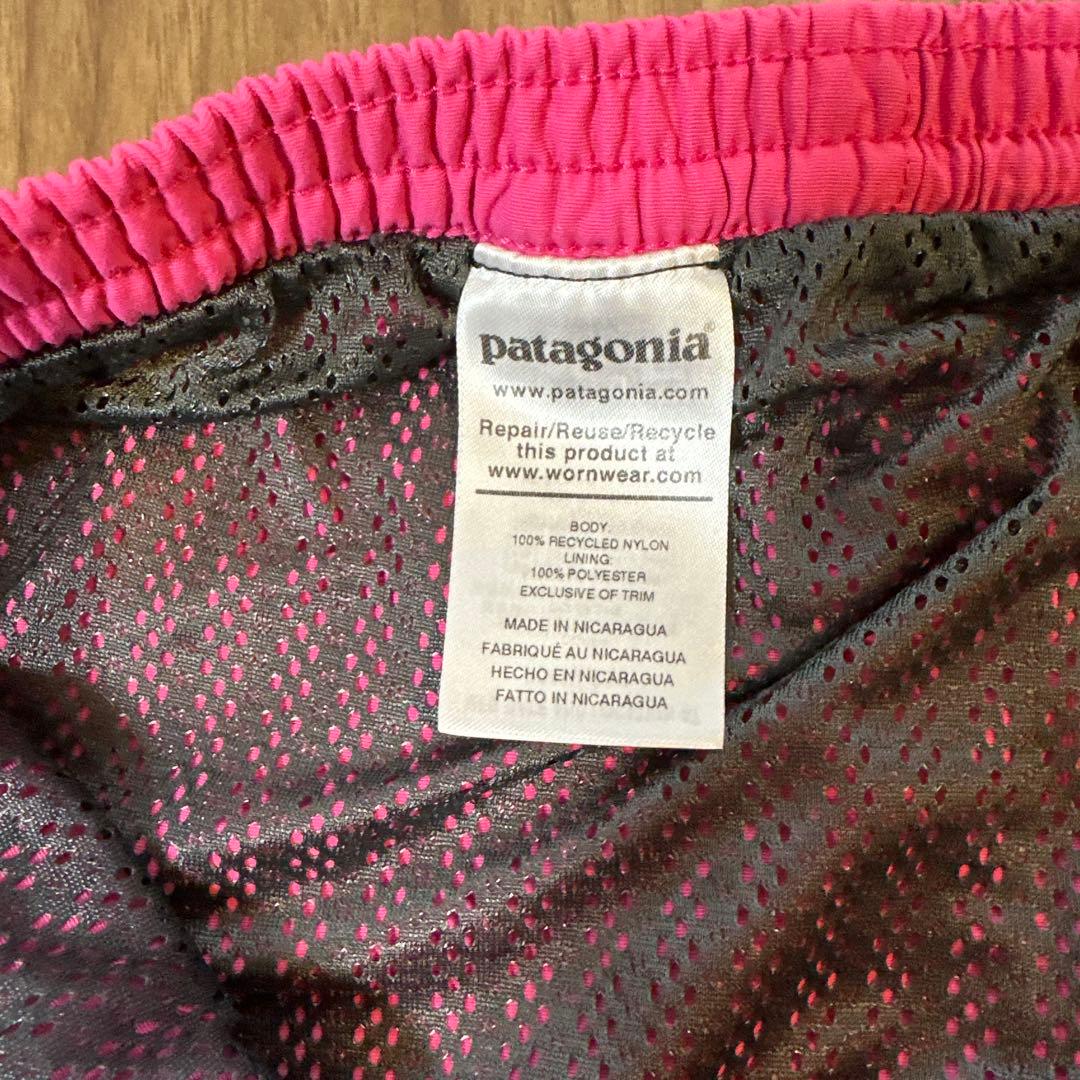 patagonia®
www.patagonia.com
Repair/Reuse/Recycle
this product at
www.wornwear.com
BODY:
100% RECYCLED NYLON
LINING:
100% POLYESTER
EXCLUSIVE OF TRIM
MADE IN NICARAGUA
FABRIQUÉ AU NICARAGUA
HECHO EN NICARAGUA
FATTO IN NICARAGUA